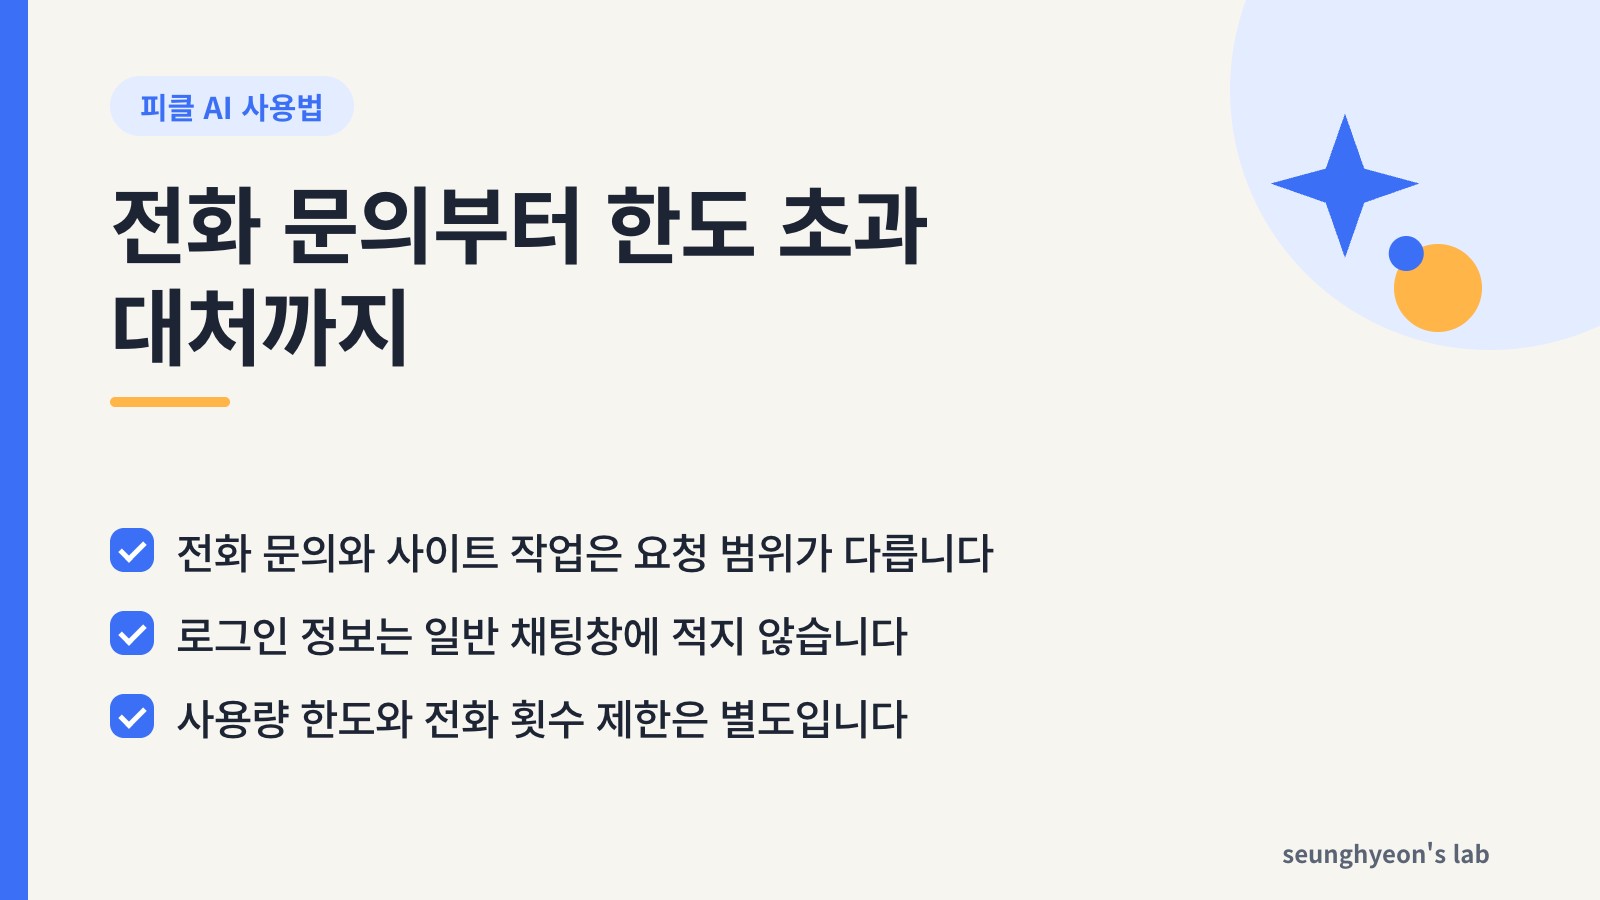 피클 AI 사용법
전화 문의부터 한도 초과
대처까지
전화 문의와 사이트 작업은 요청 범위가 다릅니다
로그인 정보는 일반 채팅창에 적지 않습니다
사용량 한도와 전화 횟수 제한은 별도입니다
seunghyeon's lab